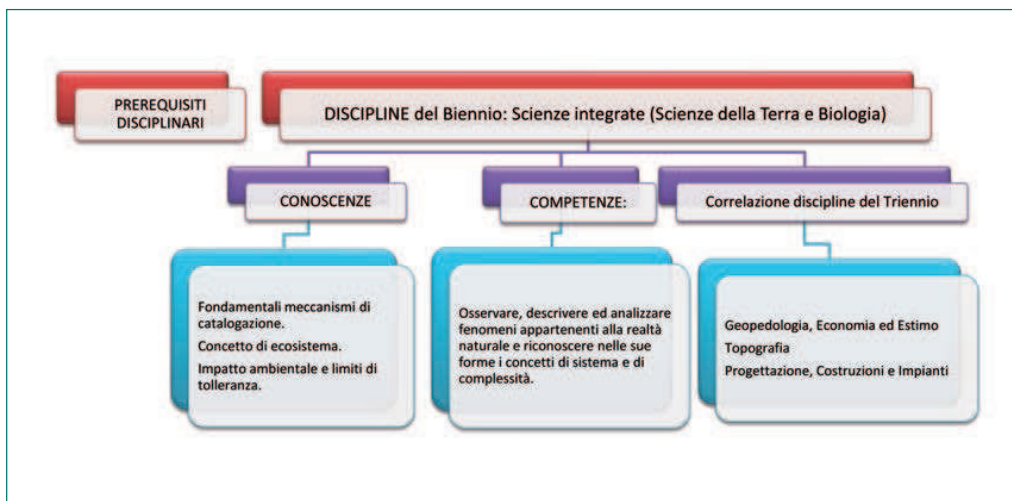 PREREQUISITI
DISCIPLINARI
DISCIPLINE del Biennio: Scienze integrate (Scienze della Terra e Biologia)
CONOSCENZE
COMPETENZE:
Correlazione discipline del Triennio
Fondamentali meccanismi di
catalogazione.
Concetto di ecosistema.
Impatto ambientale e limiti di
tolleranza.
Osservare, descrivere ed analizzare
fenomeni appartenenti alla realtà
naturale e riconoscere nelle sue
forme i concetti di sistema e di
complessità.
Geopedologia, Economia ed Estimo
Topografia
Progettazione, Costruzioni e Impianti